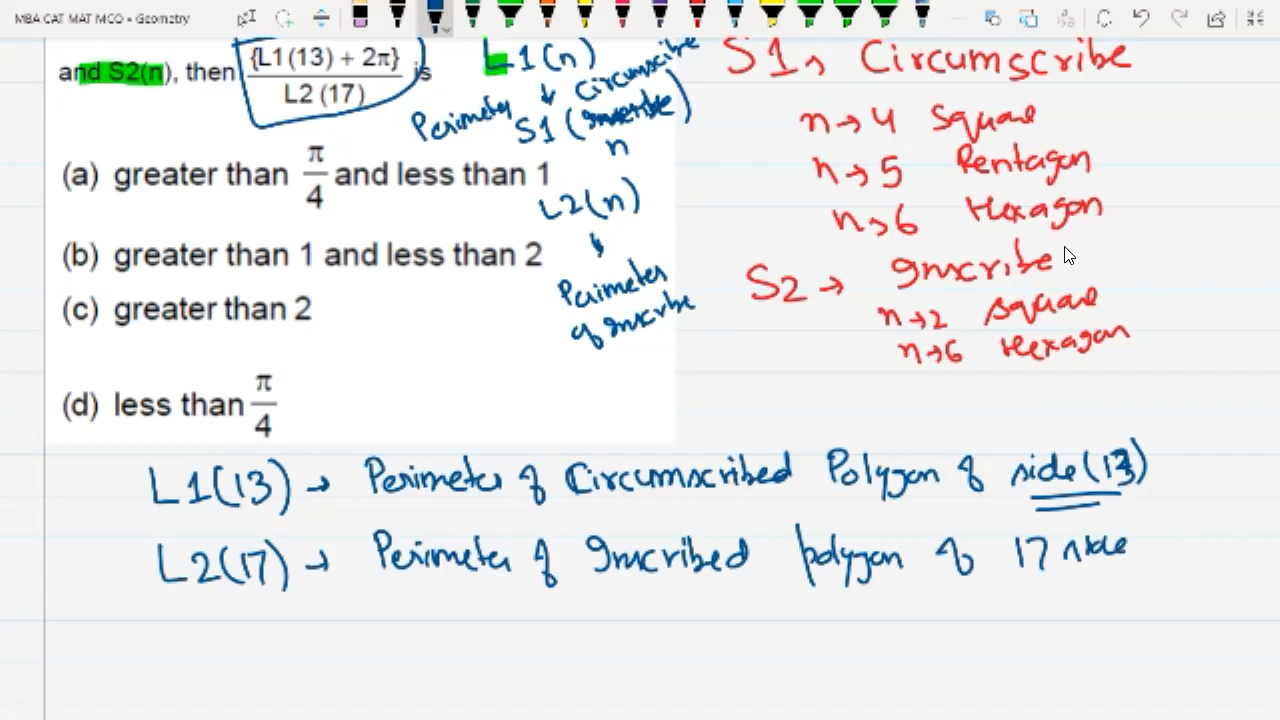 MBA CAT MAT MCQ = Geometry
and S2(n), then {L1(13) + 2π} / L2 (17) is
L1(n)
Perimeter S1 (Circumscribe
n
L2(n)
Perimeter
of Inscribe
S1 → Circumscribe
n → 4 Square
n → 5 Pentagon
n → 6 Hexagon
S2 → Inscribe
n → 2 square
n → 6 Hexagon
(a) greater than π/4 and less than 1
(b) greater than 1 and less than 2
(c) greater than 2
(d) less than π/4
L1(13) → Perimeter of Circumscribed Polygon of side(13)
L2(17) → Perimeter of Inscribed polygon of 17 side